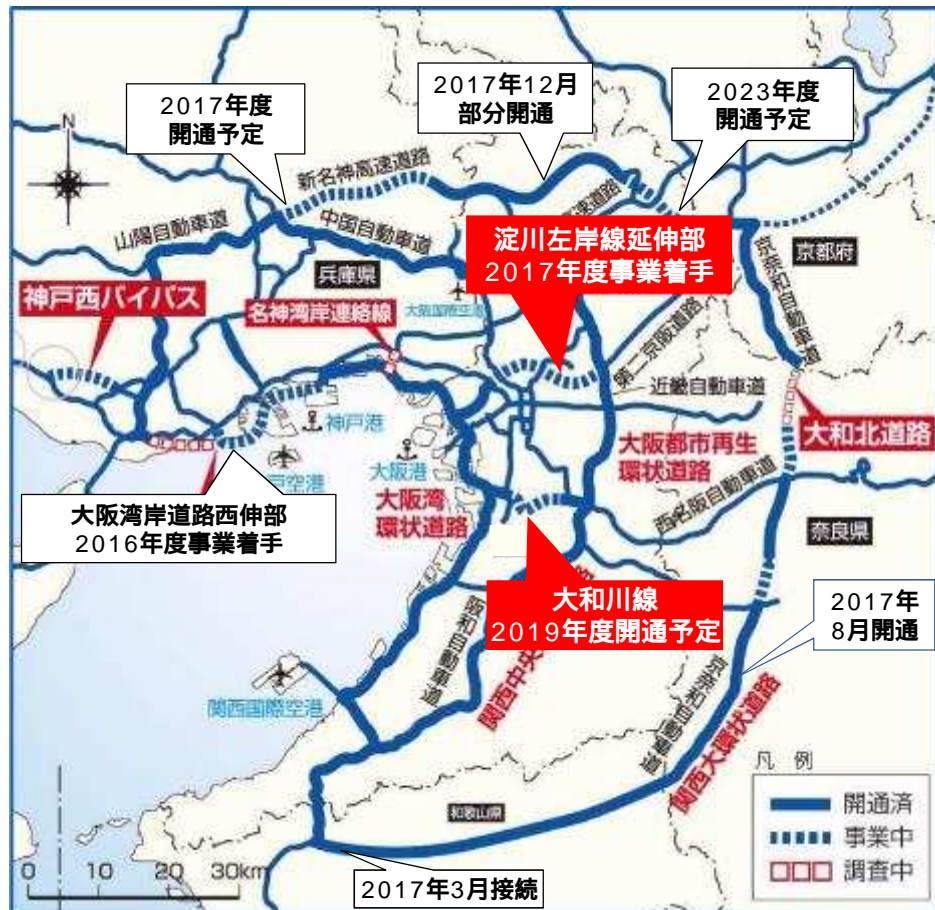 2017年度
開通予定
2017年12月
部分開通
2023年度
開通予定
N
新名神高速道路
速道路
山陽自動車道
中国自動車道
淀川左岸線延伸部
2017年度事業着手
京都府
京奈和自動車道
兵庫県
神戸西バイパス
名神湾岸連絡線
大阪国際空港
第二京阪道路
近畿自動車道
神戸港
大和北道路
大阪港
大阪都市再生
環状道路
戸空港
大阪湾
環状道路
西名阪自動車道
大阪湾岸道路西伸部
2016年度事業着手
奈良県
大和川線
2019年度開通予定
2017年
8月開通
阪和自動車道
関西中央
関西国際空港
京奈和自動車道
関西大環状道路
和歌山県
凡 例
開通済
事業中
調査中
0 10 20 30km
2017年3月接続